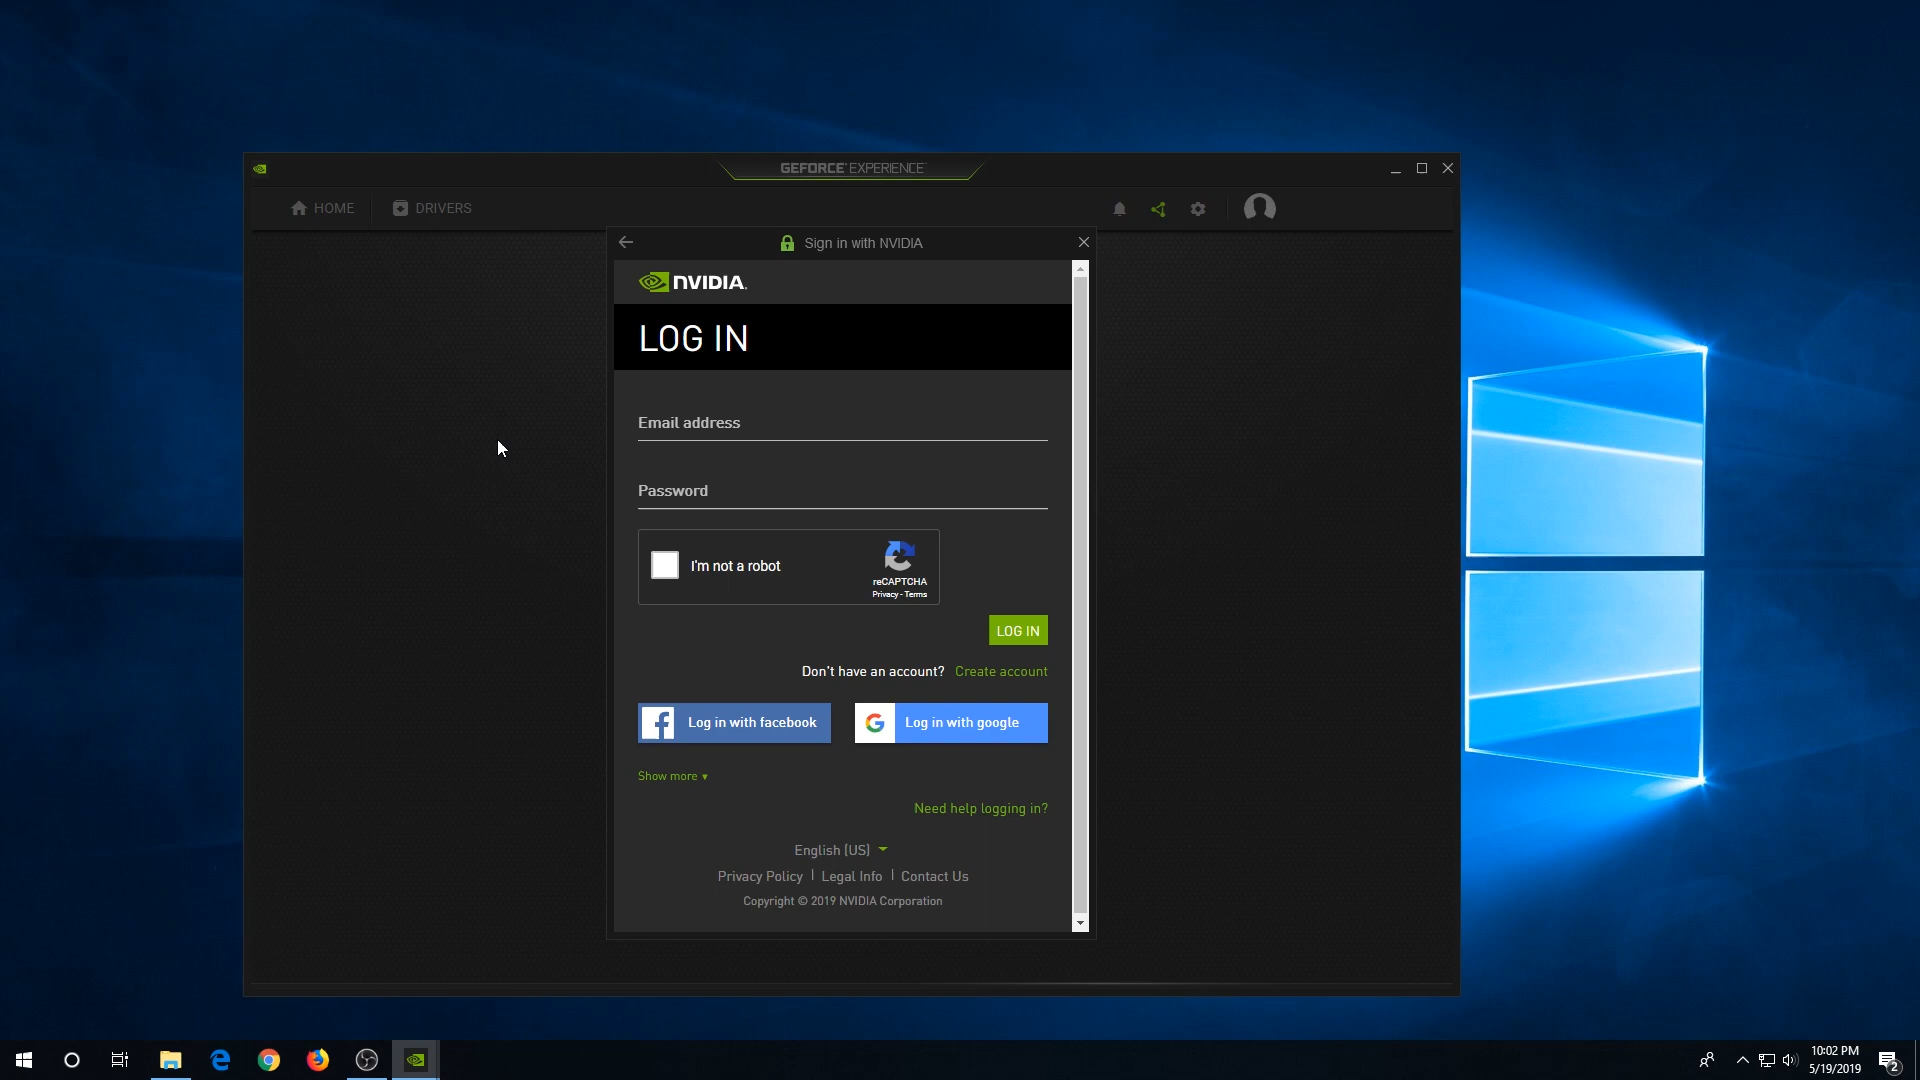 GEFORCE® EXPERIENCE™
HOME
DRIVERS
Sign in with NVIDIA
NVIDIA.
LOG IN
Email address
Password
I'm not a robot
reCAPTCHA
Privacy - Terms
LOG IN
Don't have an account? Create account
Log in with facebook
Log in with google
Show more ▾
Need help logging in?
English (US)
Privacy Policy | Legal Info | Contact Us
Copyright © 2019 NVIDIA Corporation
10:02 PM
5/19/2019
2